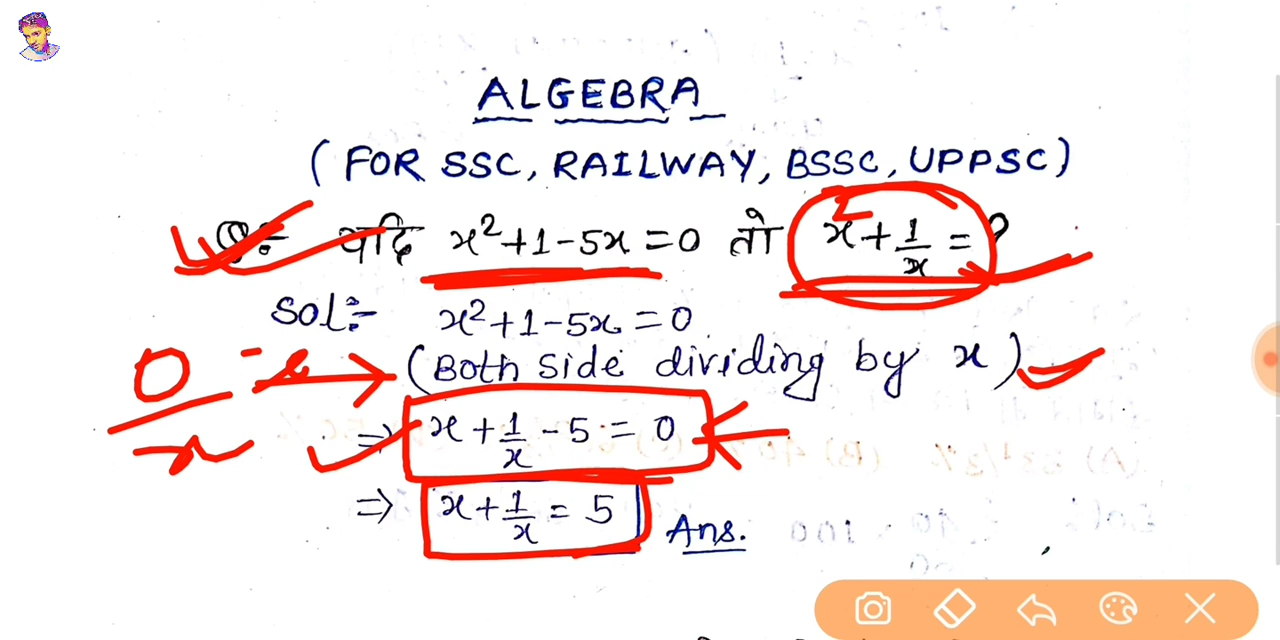 ALGEBRA
(FOR SSC, RAILWAY, BSSC, UPPSC)
Q:- यदि x²+1-5x=0 तो x+1/x=?
Sol:- x²+1-5x=0
(Both side dividing by x)
0/x
⇒ x+1/x-5=0
⇒ x+1/x=5 Ans.